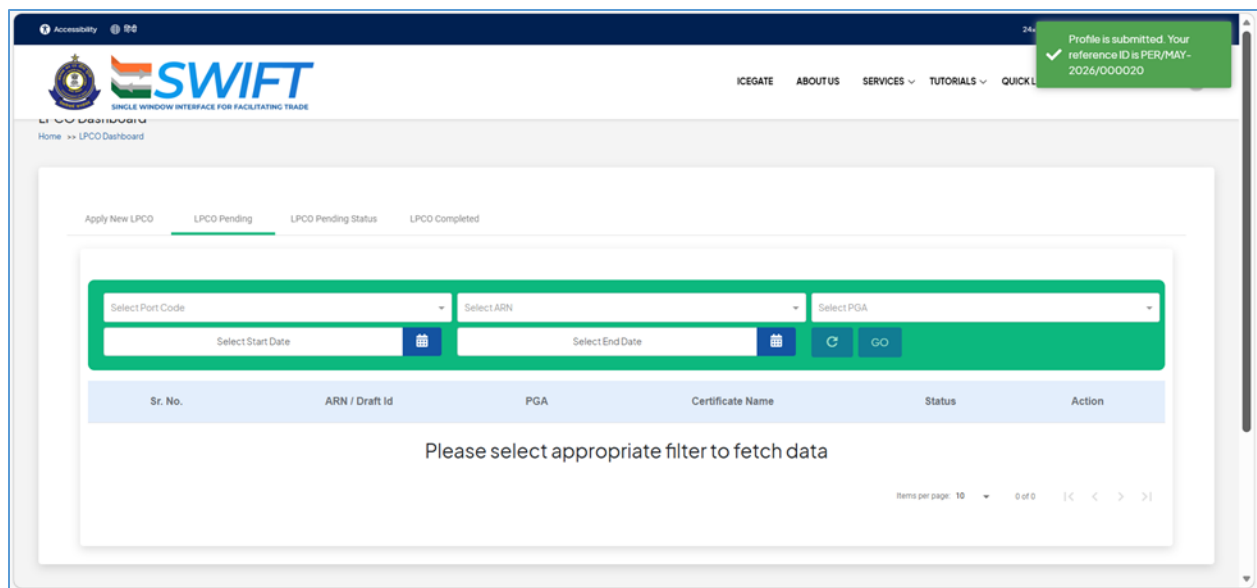 Accessibility हिंदी
Profile is submitted. Your
reference ID is PER/MAY-
2026/000020
SWIFT
SINGLE WINDOW INTERFACE FOR FACILITATING TRADE
ICEGATE ABOUT US SERVICES TUTORIALS
LPCO Dashboard
Home >> LPCO Dashboard
Apply New LPCO LPCO Pending LPCO Pending Status LPCO Completed
Select Port Code Select ARN Select PGA
Select Start Date Select End Date GO
Sr. No. ARN / Draft Id PGA Certificate Name Status Action
Please select appropriate filter to fetch data
Items per page: 10 0 of 0 |< < > >|